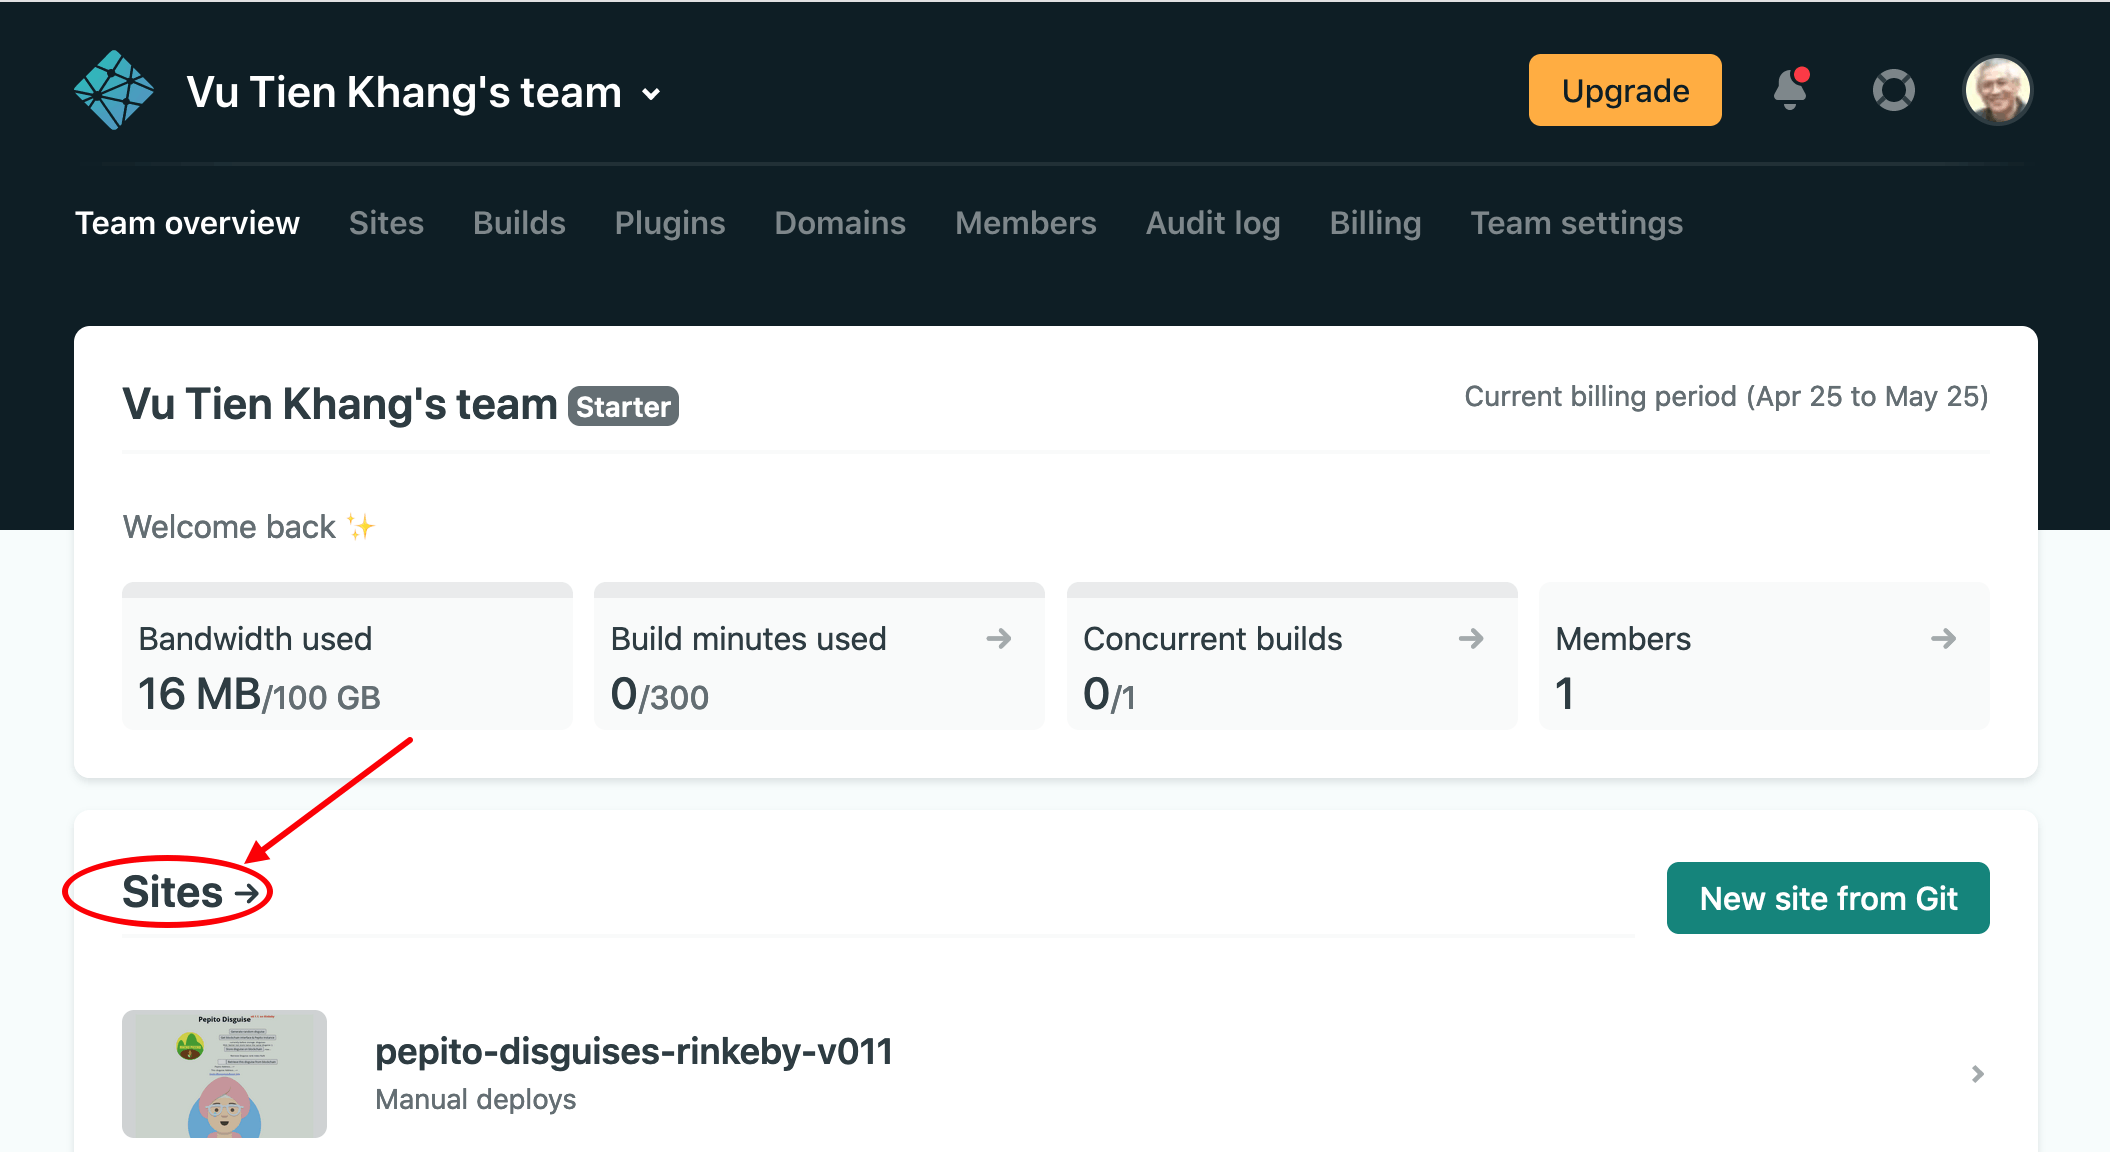 Vu Tien Khang's team
Upgrade
Team overview Sites Builds Plugins Domains Members Audit log Billing Team settings
Vu Tien Khang's team Starter
Current billing period (Apr 25 to May 25)
Welcome back ✨
Bandwidth used
16 MB/100 GB
Build minutes used →
0/300
Concurrent builds →
0/1
Members →
1
Sites →
New site from Git
Pepito Disguise
pepito-disguises-rinkeby-v011
Manual deploys